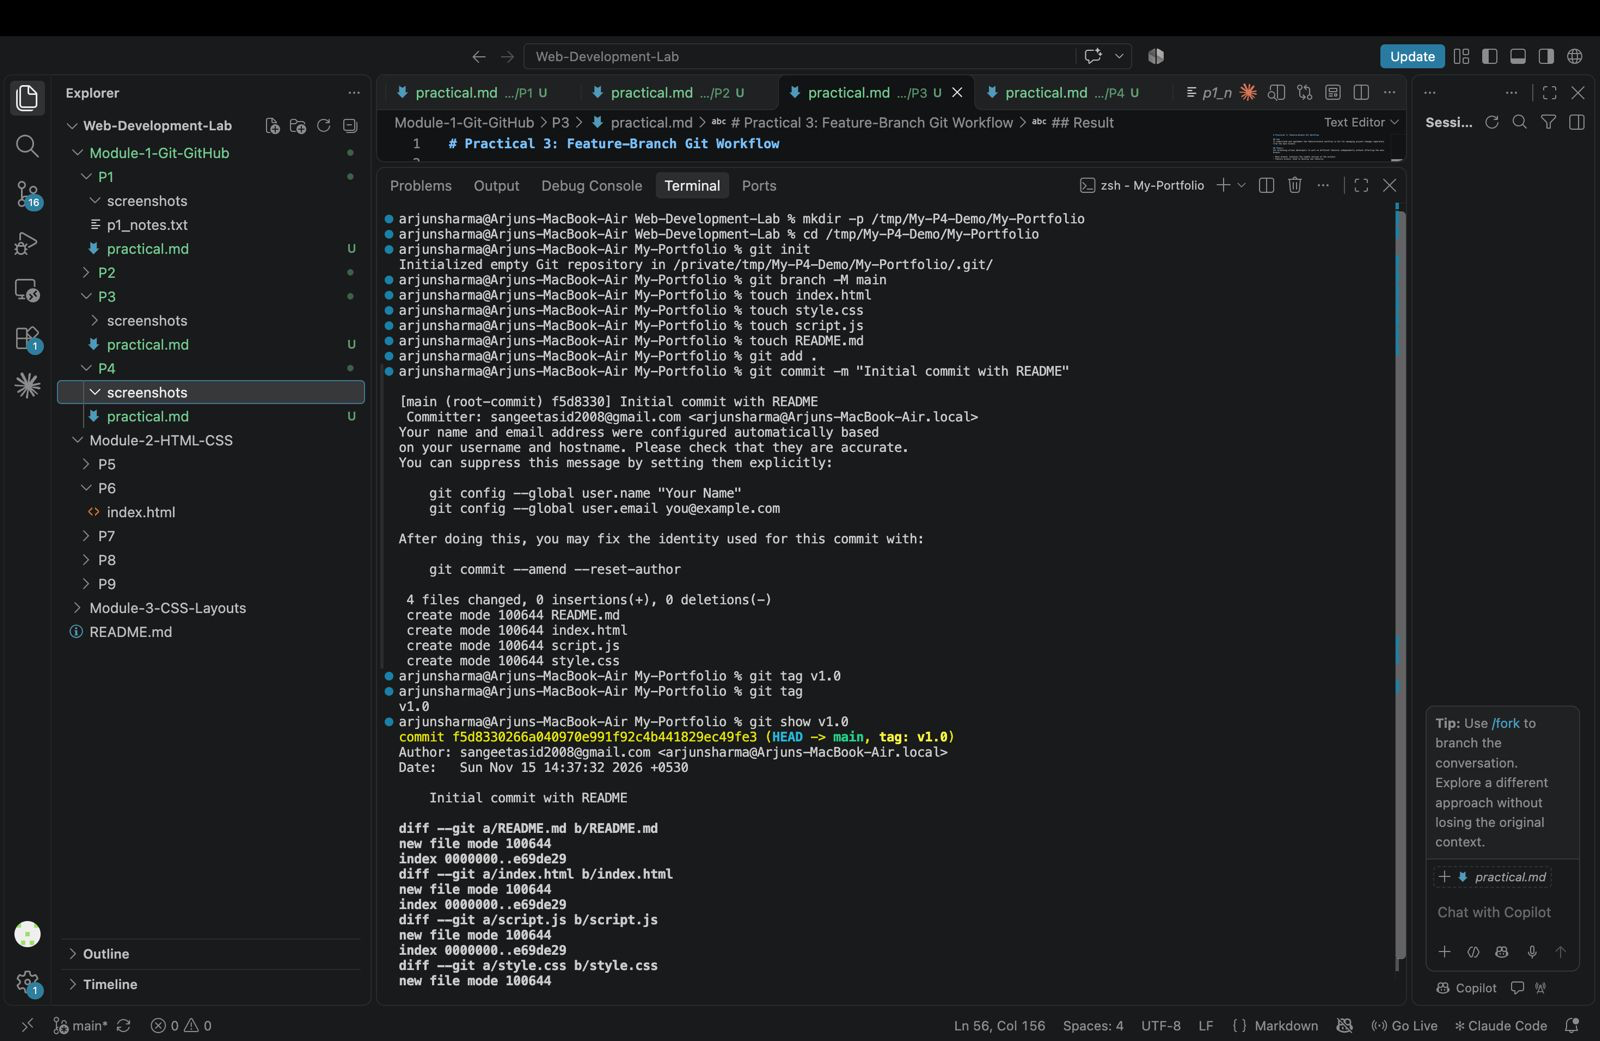 Web-Development-Lab
Update
Explorer
Web-Development-Lab
Module-1-Git-GitHub
P1
screenshots
p1_notes.txt
practical.md U
P2
P3
screenshots
practical.md U
P4
screenshots
practical.md U
Module-2-HTML-CSS
P5
P6
index.html
P7
P8
P9
Module-3-CSS-Layouts
README.md
Outline
Timeline
16
1
1
practical.md .../P1 U
practical.md .../P2 U
practical.md .../P3 U
practical.md .../P4 U
p1_n
Module-1-Git-GitHub > P3 > practical.md > # Practical 3: Feature-Branch Git Workflow > ## Result
Text Editor
1 # Practical 3: Feature-Branch Git Workflow
Problems Output Debug Console Terminal Ports
zsh - My-Portfolio
arjunsharma@Arjuns-MacBook-Air Web-Development-Lab % mkdir -p /tmp/My-P4-Demo/My-Portfolio
arjunsharma@Arjuns-MacBook-Air Web-Development-Lab % cd /tmp/My-P4-Demo/My-Portfolio
arjunsharma@Arjuns-MacBook-Air My-Portfolio % git init
Initialized empty Git repository in /private/tmp/My-P4-Demo/My-Portfolio/.git/
arjunsharma@Arjuns-MacBook-Air My-Portfolio % git branch -M main
arjunsharma@Arjuns-MacBook-Air My-Portfolio % touch index.html
arjunsharma@Arjuns-MacBook-Air My-Portfolio % touch style.css
arjunsharma@Arjuns-MacBook-Air My-Portfolio % touch script.js
arjunsharma@Arjuns-MacBook-Air My-Portfolio % touch README.md
arjunsharma@Arjuns-MacBook-Air My-Portfolio % git add .
arjunsharma@Arjuns-MacBook-Air My-Portfolio % git commit -m "Initial commit with README"
[main (root-commit) f5d8330] Initial commit with README
Committer: sangeetasid2008@gmail.com <arjunsharma@Arjuns-MacBook-Air.local>
Your name and email address were configured automatically based
on your username and hostname. Please check that they are accurate.
You can suppress this message by setting them explicitly:
git config --global user.name "Your Name"
git config --global user.email you@example.com
After doing this, you may fix the identity used for this commit with:
git commit --amend --reset-author
4 files changed, 0 insertions(+), 0 deletions(-)
create mode 100644 README.md
create mode 100644 index.html
create mode 100644 script.js
create mode 100644 style.css
arjunsharma@Arjuns-MacBook-Air My-Portfolio % git tag v1.0
arjunsharma@Arjuns-MacBook-Air My-Portfolio % git tag
v1.0
arjunsharma@Arjuns-MacBook-Air My-Portfolio % git show v1.0
commit f5d8330266a040970e991f92c4b441829ec49fe3 (HEAD -> main, tag: v1.0)
Author: sangeetasid2008@gmail.com <arjunsharma@Arjuns-MacBook-Air.local>
Date: Sun Nov 15 14:37:32 2026 +0530
Initial commit with README
diff --git a/README.md b/README.md
new file mode 100644
index 0000000..e69de29
diff --git a/index.html b/index.html
new file mode 100644
index 0000000..e69de29
diff --git a/script.js b/script.js
new file mode 100644
index 0000000..e69de29
diff --git a/style.css b/style.css
new file mode 100644
Sessi...
Tip: Use /fork to
branch the
conversation.
Explore a different
approach without
losing the original
context.
practical.md
Chat with Copilot
Copilot
main*
0 0
Ln 56, Col 156
Spaces: 4
UTF-8
LF
{ } Markdown
Go Live
Claude Code